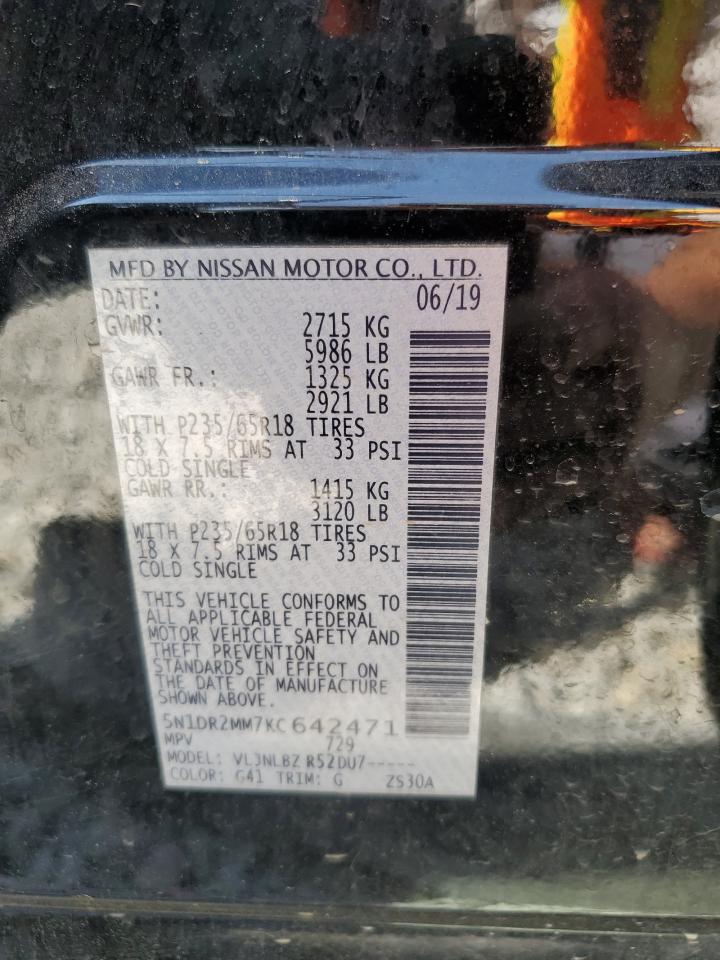 MFD BY NISSAN MOTOR CO., LTD.
DATE: 06/19
GVWR: 2715 KG
5986 LB
GAWR FR.: 1325 KG
2921 LB
WITH P235/65R18 TIRES
18 X 7.5 RIMS AT 33 PSI
COLD SINGLE
GAWR RR.: 1415 KG
3120 LB
WITH P235/65R18 TIRES
18 X 7.5 RIMS AT 33 PSI
COLD SINGLE
THIS VEHICLE CONFORMS TO
ALL APPLICABLE FEDERAL
MOTOR VEHICLE SAFETY AND
THEFT PREVENTION
STANDARDS IN EFFECT ON
THE DATE OF MANUFACTURE
SHOWN ABOVE.
5N1DR2MM7KC642471
MPV 729
MODEL: VLJNLBZ R52DU7-----
COLOR: G41 TRIM: G ZS30A